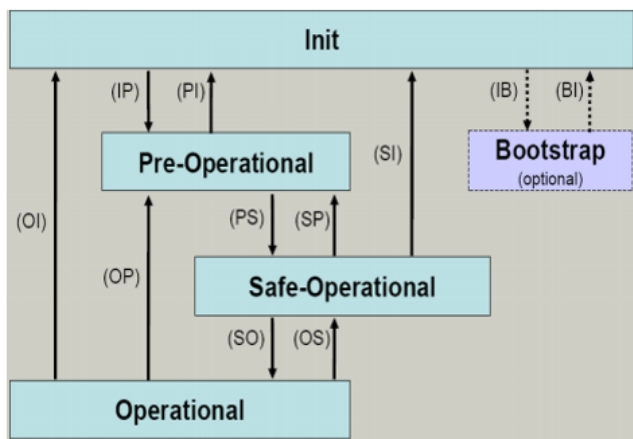 Init
(IP)
(PI)
(IB)
(BI)
(SI)
Pre-Operational
Bootstrap
(optional)
(OI)
(PS)
(SP)
(OP)
Safe-Operational
(SO)
(OS)
Operational